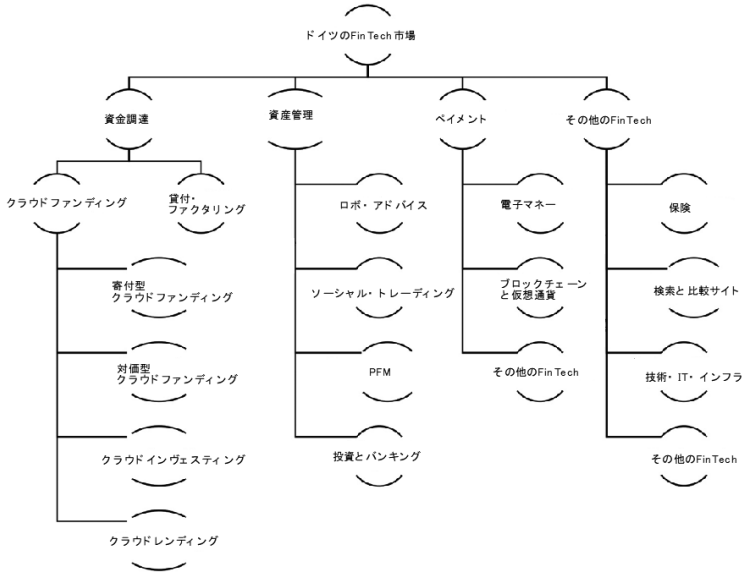 ドイツのFinTech市場
資金調達
資産管理
ペイメント
その他のFinTech
クラウドファンディング
貸付・
ファクタリング
ロボ・アドバイス
電子マネー
保険
寄付型
クラウドファンディング
ソーシャル・トレーディング
ブロックチェーン
と仮想通貨
検索と比較サイト
対価型
クラウドファンディング
PFM
その他のFinTech
技術・IT・インフラ
クラウドインヴェスティング
投資とバンキング
その他のFinTech
クラウドレンディング